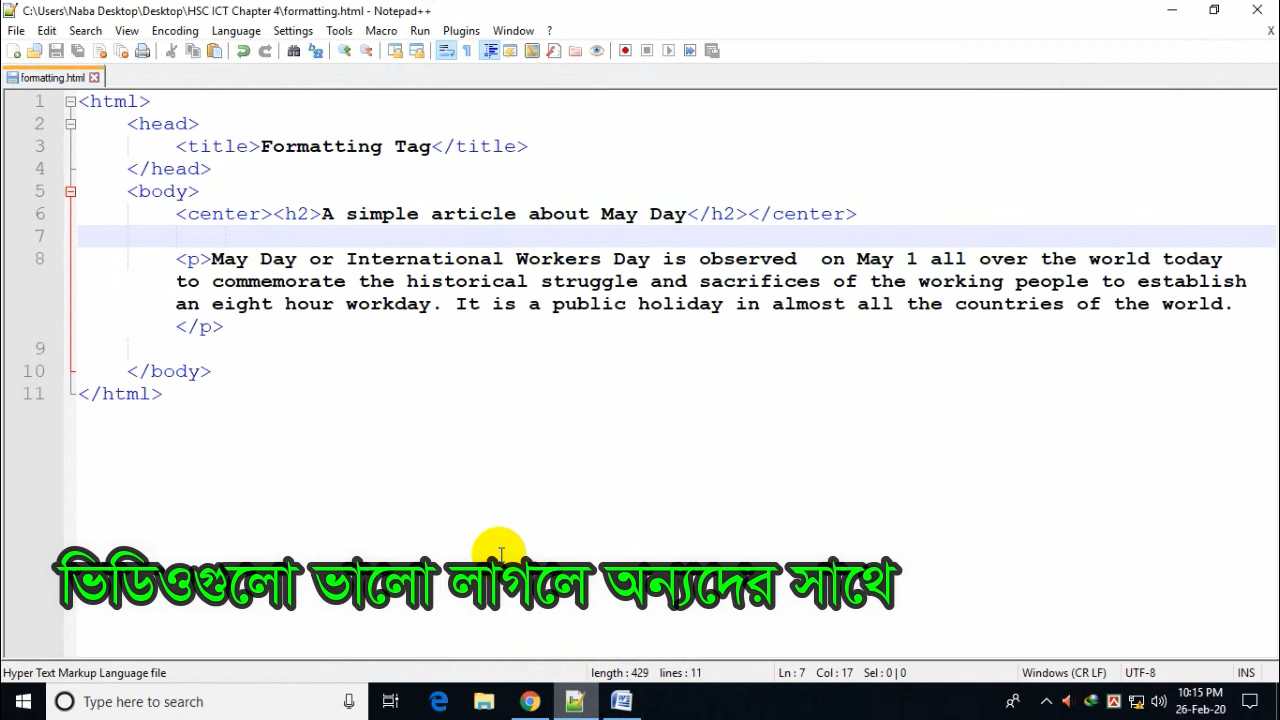 C:\Users\Naba Desktop\Desktop\HSC ICT Chapter 4\formatting.html - Notepad++
File Edit Search View Encoding Language Settings Tools Macro Run Plugins Window ? X
formatting.html
1 <html>
2 <head>
3 <title>Formatting Tag</title>
4 </head>
5 <body>
6 <center><h2>A simple article about May Day</h2></center>
7
8 <p>May Day or International Workers Day is observed  on May 1 all over the world today
to commemorate the historical struggle and sacrifices of the working people to establish
an eight hour workday. It is a public holiday in almost all the countries of the world.
</p>
9
10 </body>
11 </html>
ভিডিওগুলো ভালো লাগলে অন্যদের সাথে
Hyper Text Markup Language file length : 429 lines : 11 Ln : 7 Col : 17 Sel : 0 | 0 Windows (CR LF) UTF-8 INS
Type here to search 10:15 PM
26-Feb-20